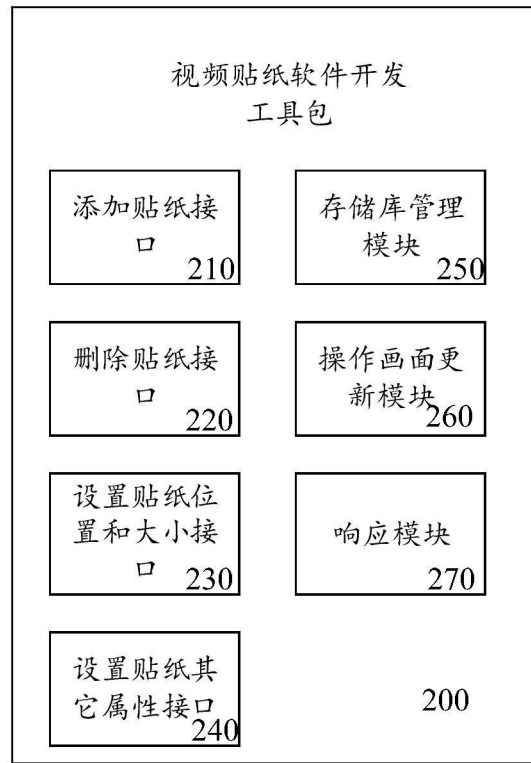 视频贴纸软件开发
工具包
添加贴纸接
口
210
存储库管理
模块
250
删除贴纸接
口
220
操作画面更
新模块
260
设置贴纸位
置和大小接
口
230
响应模块
270
设置贴纸其
它属性接口
240
200